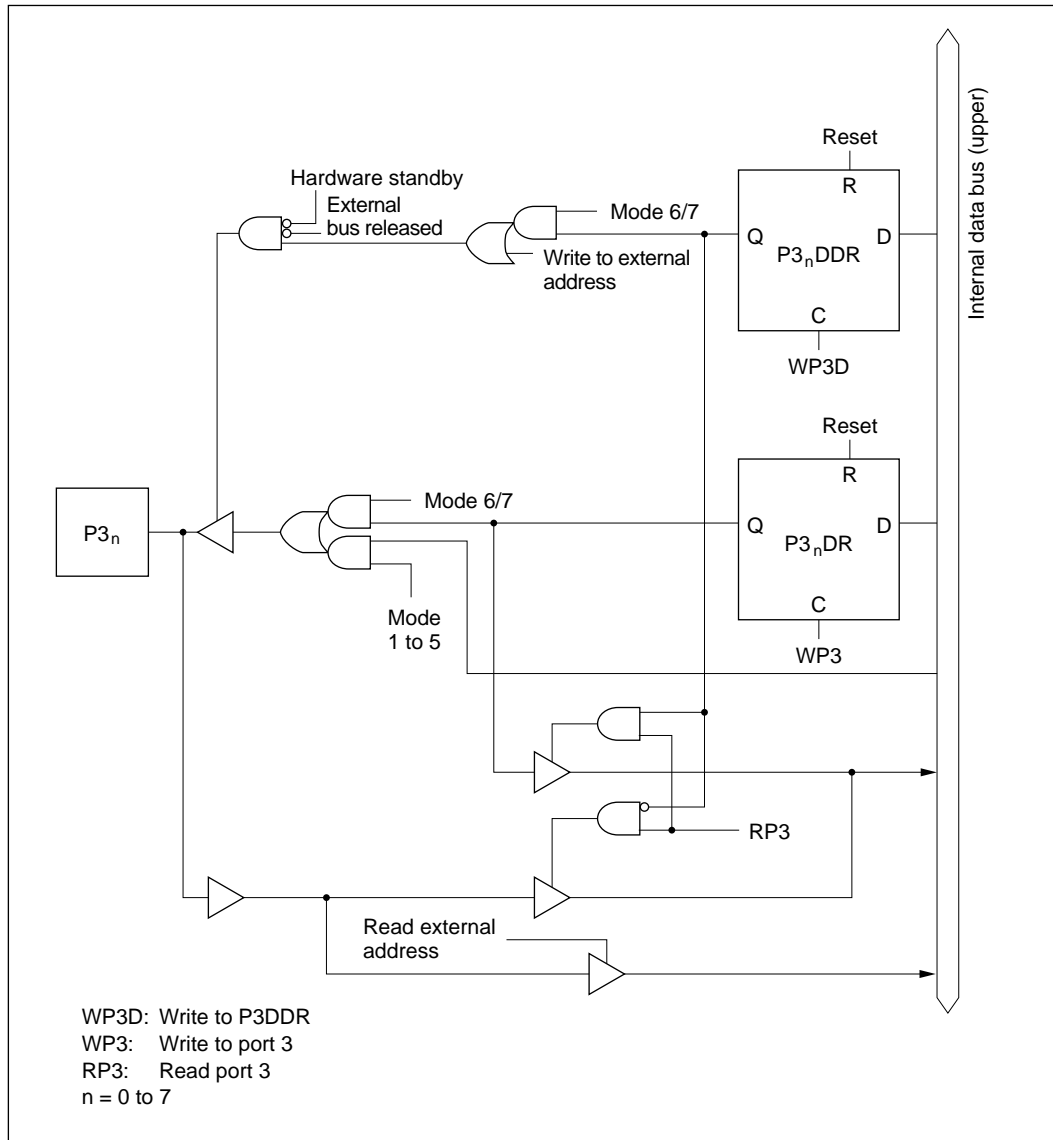 Internal data bus (upper)
Reset
R
Hardware standby
External
bus released
Mode 6/7
Q
P3nDDR
D
Write to external
address
C
WP3D
Reset
R
Mode 6/7
P3n
Q
P3nDR
D
Mode
1 to 5
C
WP3
RP3
Read external
address
WP3D: Write to P3DDR
WP3: Write to port 3
RP3: Read port 3
n = 0 to 7